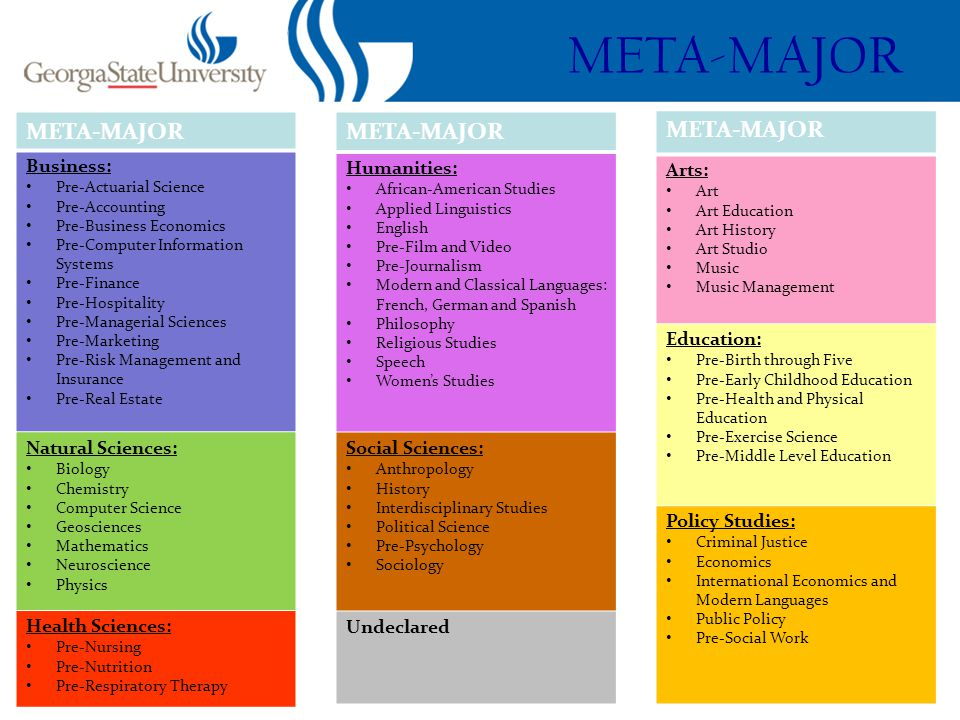 GeorgiaStateUniversity
META-MAJOR
META-MAJOR
Business:
• Pre-Actuarial Science
• Pre-Accounting
• Pre-Business Economics
• Pre-Computer Information
Systems
• Pre-Finance
• Pre-Hospitality
• Pre-Managerial Sciences
• Pre-Marketing
• Pre-Risk Management and
Insurance
• Pre-Real Estate
Natural Sciences:
• Biology
• Chemistry
• Computer Science
• Geosciences
• Mathematics
• Neuroscience
• Physics
Health Sciences:
• Pre-Nursing
• Pre-Nutrition
• Pre-Respiratory Therapy
META-MAJOR
Humanities:
• African-American Studies
• Applied Linguistics
• English
• Pre-Film and Video
• Pre-Journalism
• Modern and Classical Languages:
French, German and Spanish
• Philosophy
• Religious Studies
• Speech
• Women's Studies
Social Sciences:
• Anthropology
• History
• Interdisciplinary Studies
• Political Science
• Pre-Psychology
• Sociology
Undeclared
META-MAJOR
Arts:
• Art
• Art Education
• Art History
• Art Studio
• Music
• Music Management
Education:
• Pre-Birth through Five
• Pre-Early Childhood Education
• Pre-Health and Physical
Education
• Pre-Exercise Science
• Pre-Middle Level Education
Policy Studies:
• Criminal Justice
• Economics
• International Economics and
Modern Languages
• Public Policy
• Pre-Social Work